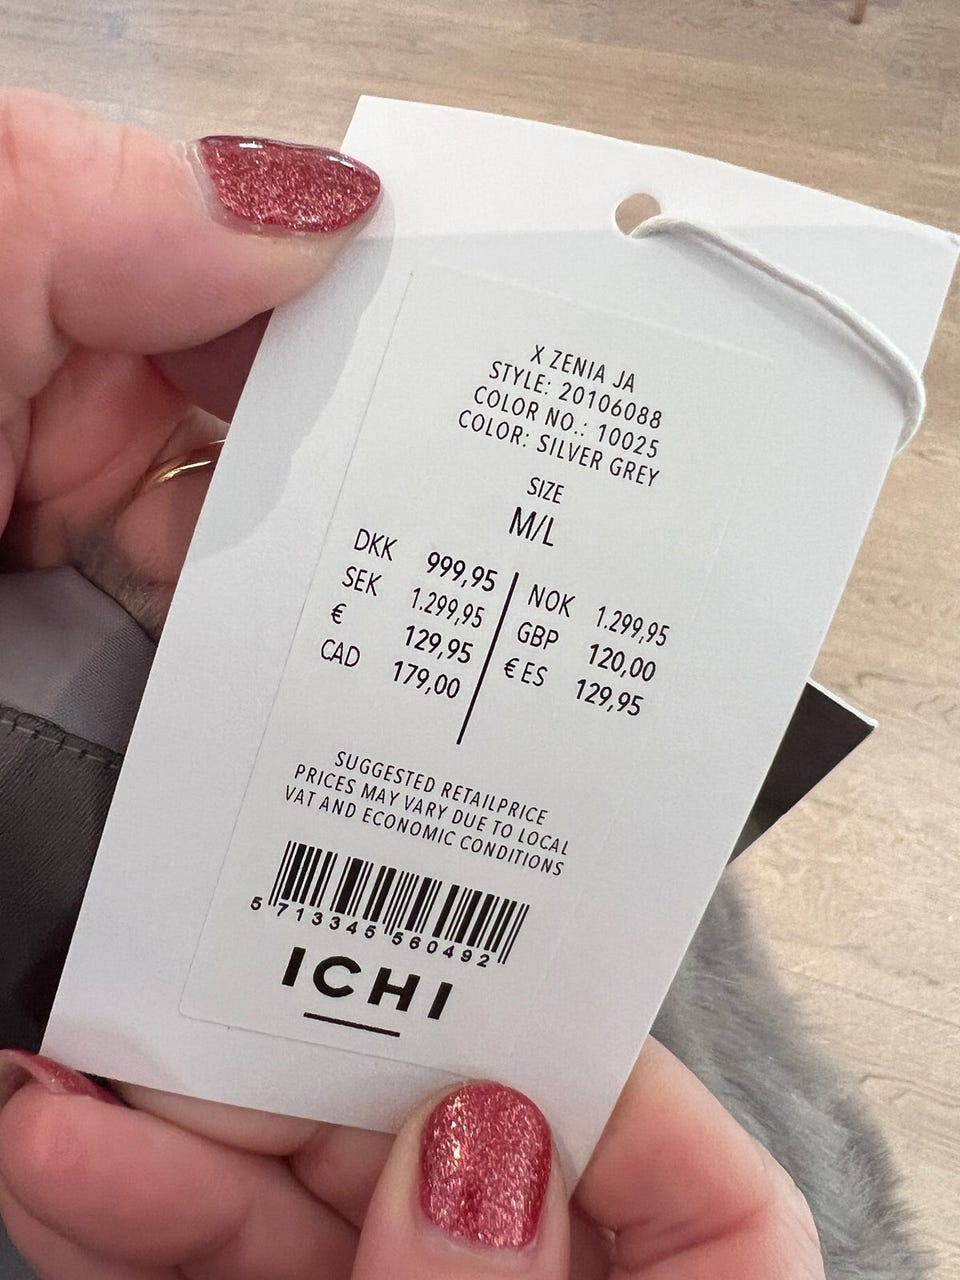 X ZENIA JA
STYLE: 20106088
COLOR NO.: 10025
COLOR: SILVER GREY
SIZE
M/L
DKK 999,95 NOK 1.299,95
SEK 1.299,95 GBP 120,00
€ 129,95 € ES 129,95
CAD 179,00
SUGGESTED RETAILPRICE
PRICES MAY VARY DUE TO LOCAL
VAT AND ECONOMIC CONDITIONS
5 713345 560492
ICHI